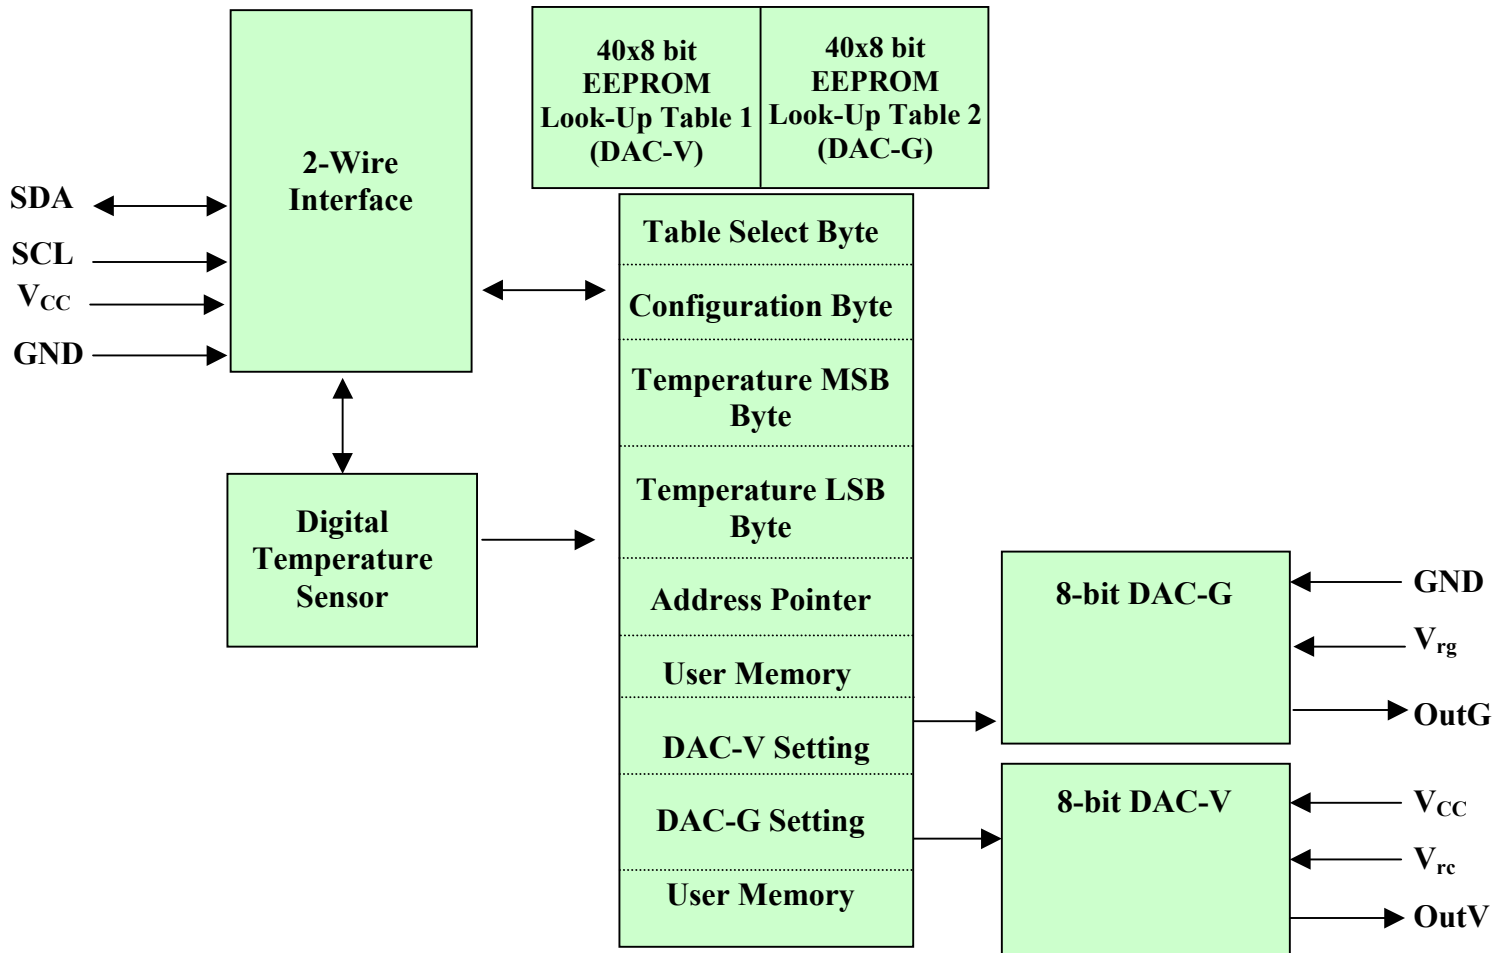 SDA
SCL
VCC
GND
2-Wire
Interface
Digital
Temperature
Sensor
40x8 bit
EEPROM
Look-Up Table 1
(DAC-V)
40x8 bit
EEPROM
Look-Up Table 2
(DAC-G)
Table Select Byte
Configuration Byte
Temperature MSB
Byte
Temperature LSB
Byte
Address Pointer
User Memory
DAC-V Setting
DAC-G Setting
User Memory
8-bit DAC-G
GND
Vrg
OutG
8-bit DAC-V
VCC
Vrc
OutV